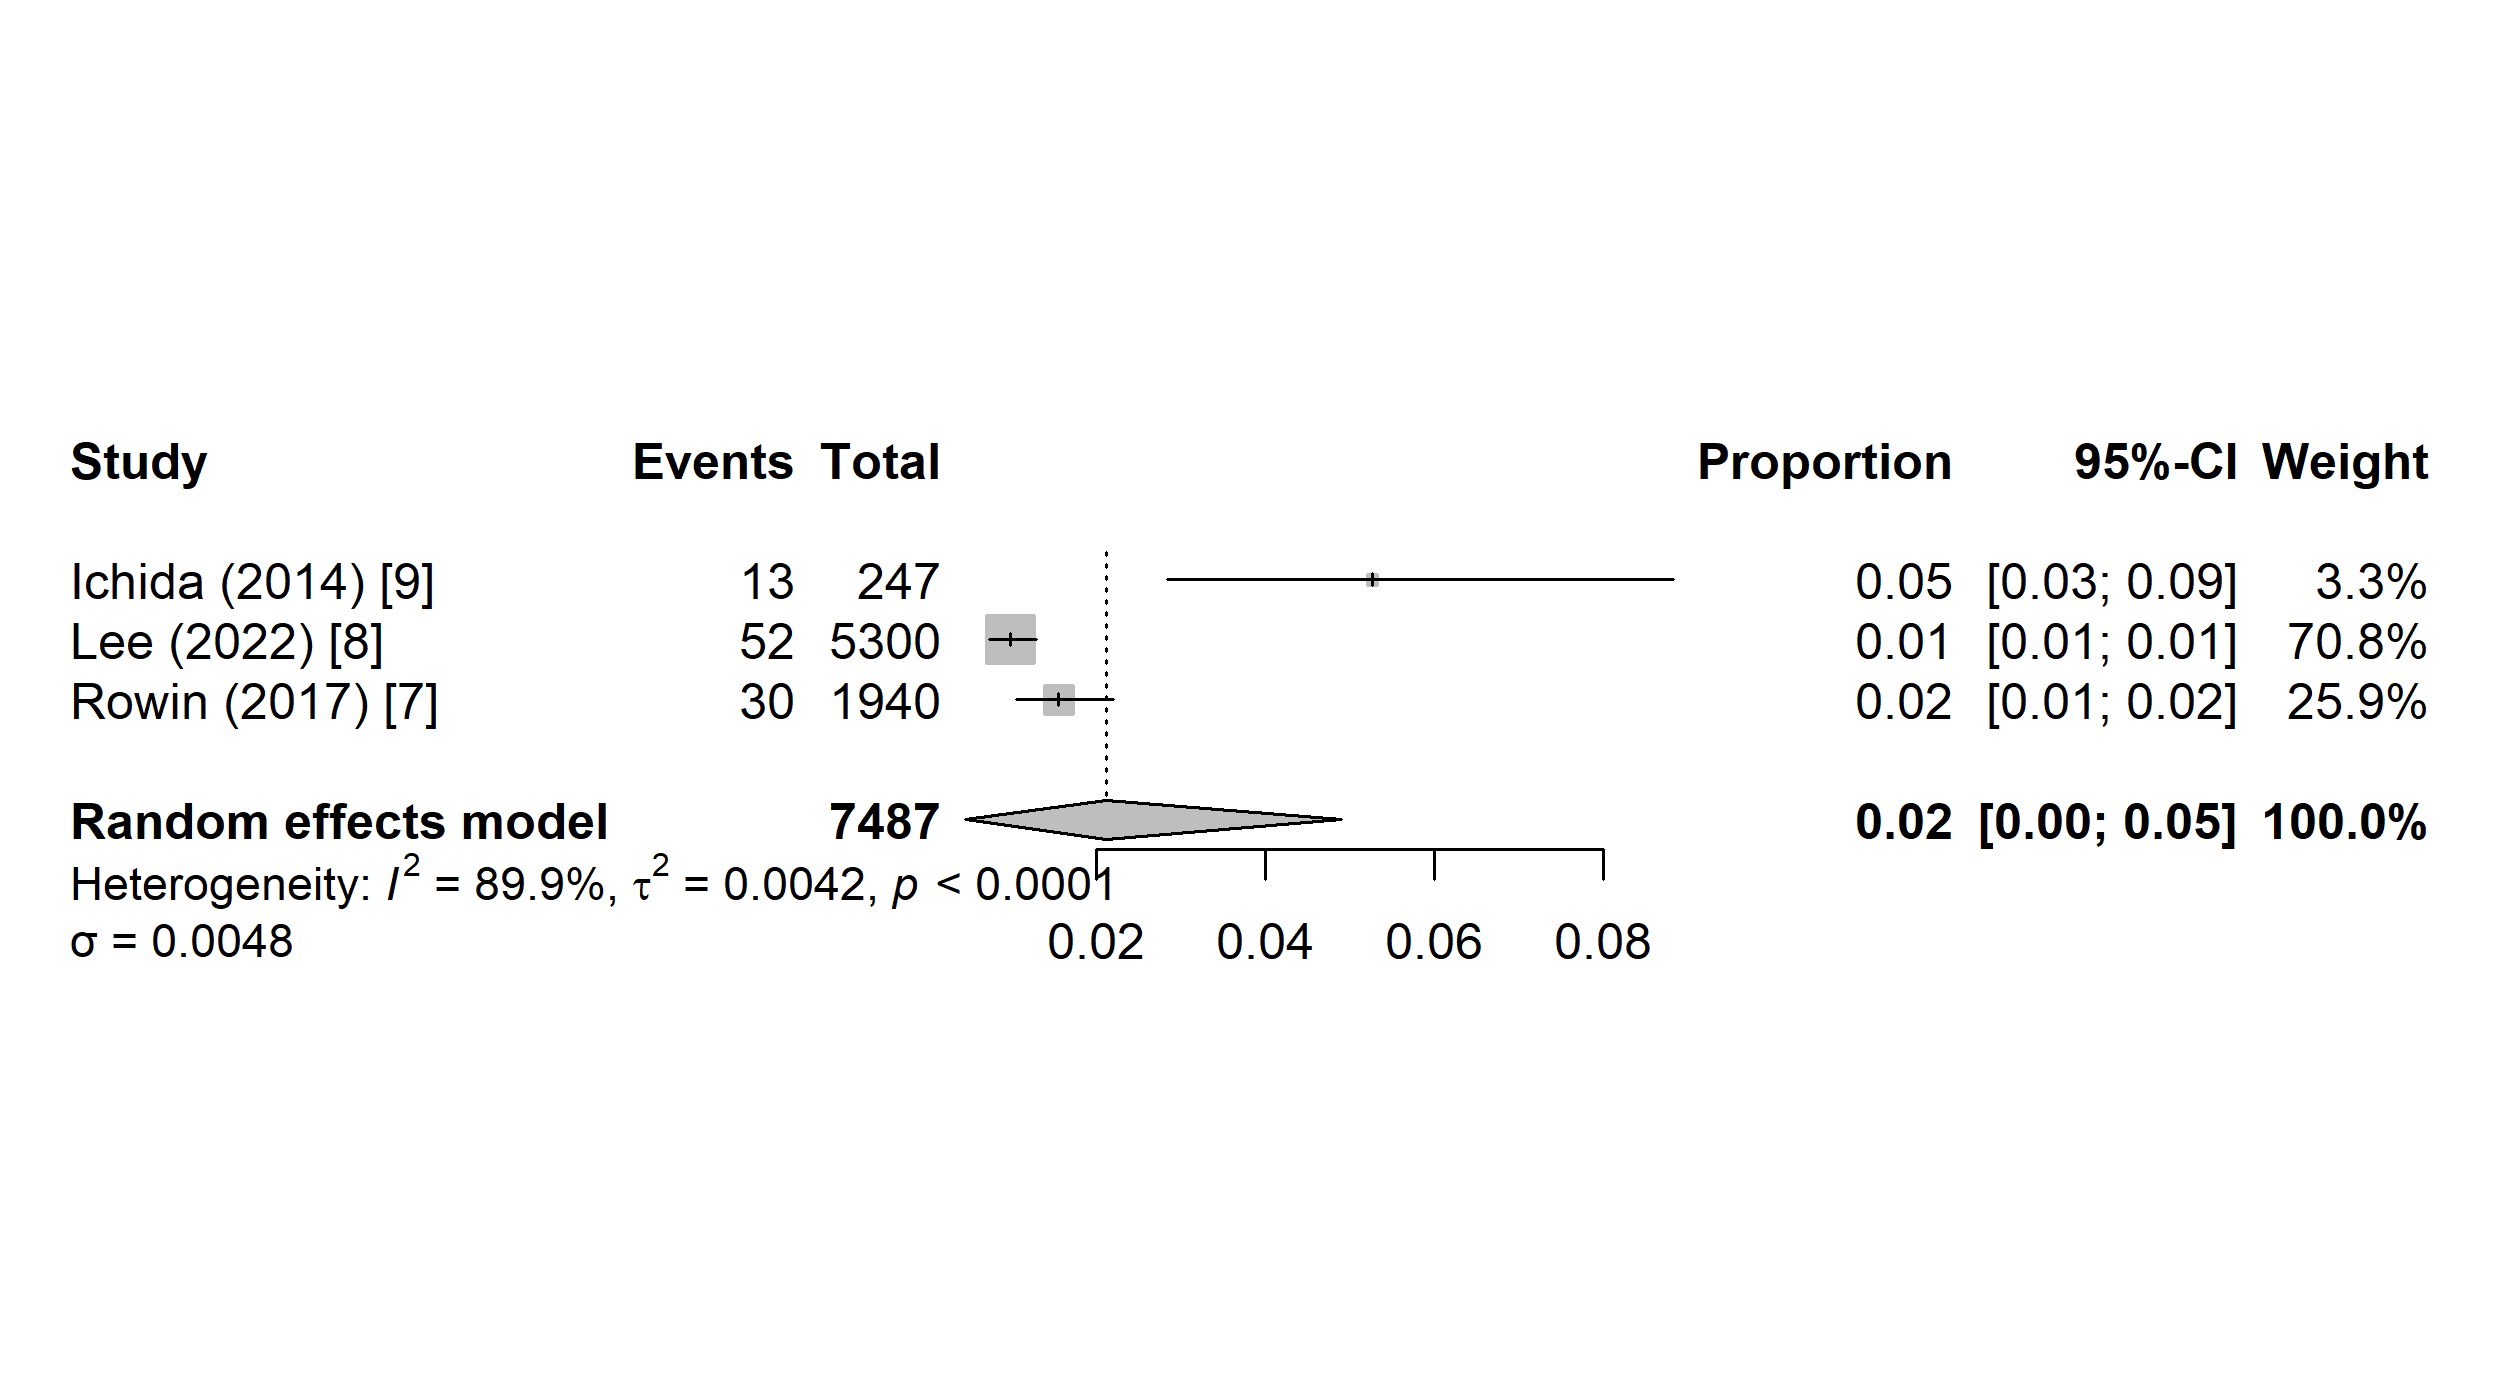 Study Events Total Proportion 95%-CI Weight
Ichida (2014) [9] 13 247 0.05 [0.03; 0.09] 3.3%
Lee (2022) [8] 52 5300 0.01 [0.01; 0.01] 70.8%
Rowin (2017) [7] 30 1940 0.02 [0.01; 0.02] 25.9%
Random effects model 7487 0.02 [0.00; 0.05] 100.0%
Heterogeneity: I² = 89.9%, τ² = 0.0042, p < 0.0001
σ = 0.0048 0.02 0.04 0.06 0.08